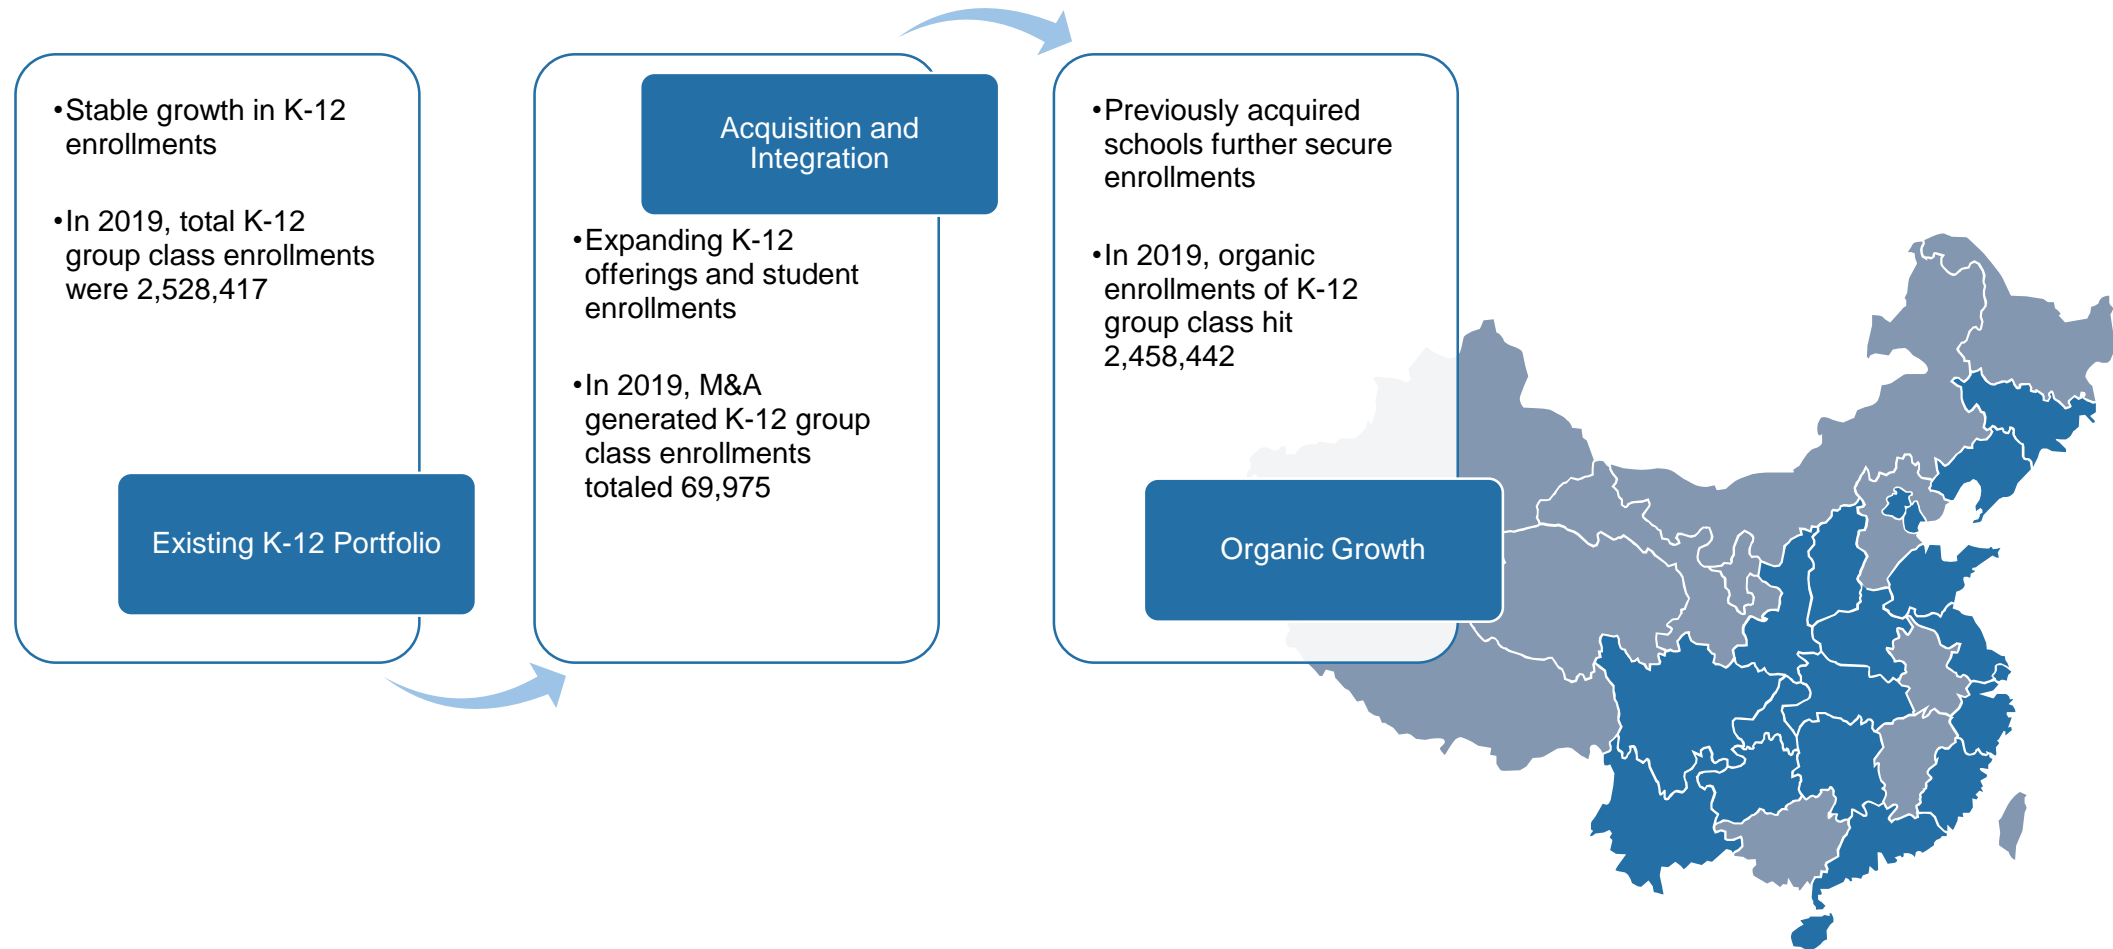 •Stable growth in K-12
enrollments
•In 2019, total K-12
group class enrollments
were 2,528,417
Existing K-12 Portfolio
Acquisition and
Integration
•Expanding K-12
offerings and student
enrollments
•In 2019, M&A
generated K-12 group
class enrollments
totaled 69,975
•Previously acquired
schools further secure
enrollments
•In 2019, organic
enrollments of K-12
group class hit
2,458,442
Organic Growth